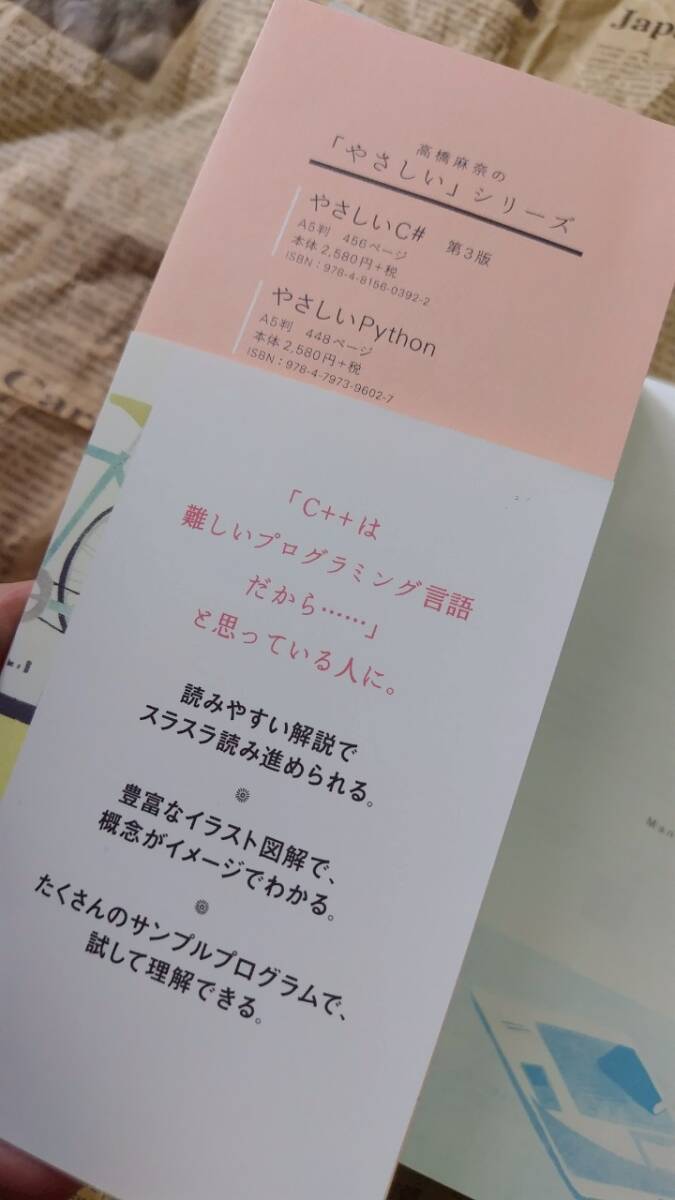 高橋麻奈の
「やさしい」シリーズ
やさしいC# 第3版
A5判 456ページ
本体2,580円+税
ISBN：978-4-8156-0392-2
やさしいPython
A5判 448ページ
本体2,580円+税
ISBN：978-4-7973-9602-7
「C++は
難しいプログラミング言語
だから……」
と思っている人に。
読みやすい解説で
スラスラ読み進められる。
豊富なイラスト図解で、
概念がイメージでわかる。
たくさんのサンプルプログラムで、
試して理解できる。